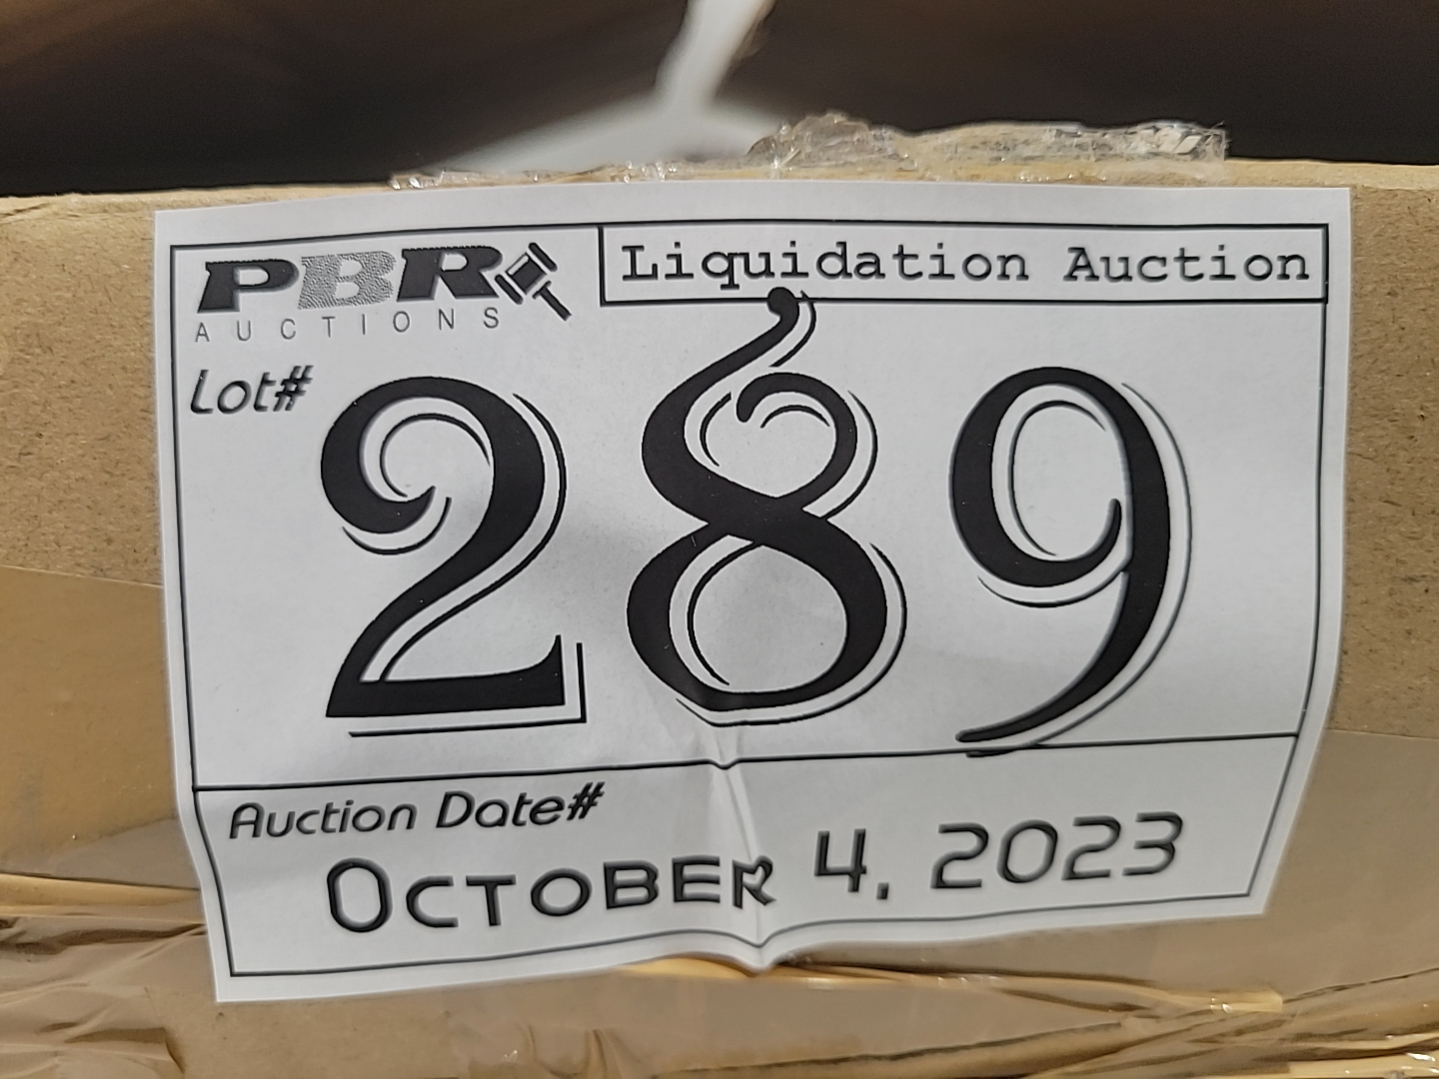 PBR
AUCTIONS
Liquidation Auction
Lot#
289
Auction Date#
October 4, 2023